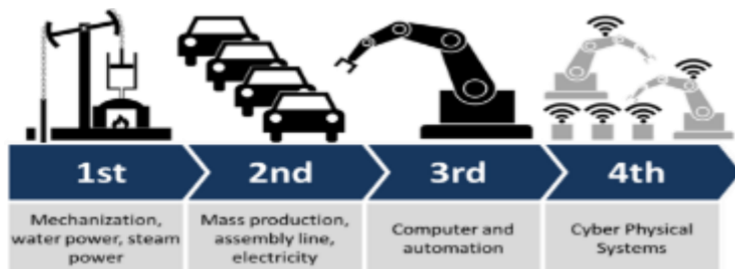 1st
2nd
3rd
4th
Mechanization,
water power, steam
power
Mass production,
assembly line,
electricity
Computer and
automation
Cyber Physical
Systems